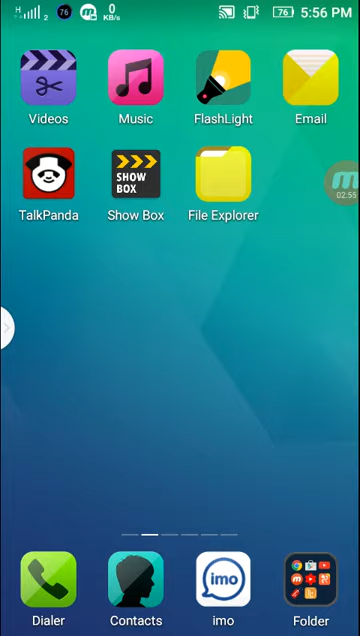 H 2 76 0 KB/s 76 5:56 PM
Videos Music FlashLight Email
SHOW BOX
TalkPanda Show Box File Explorer
02:55
imo
Dialer Contacts imo Folder